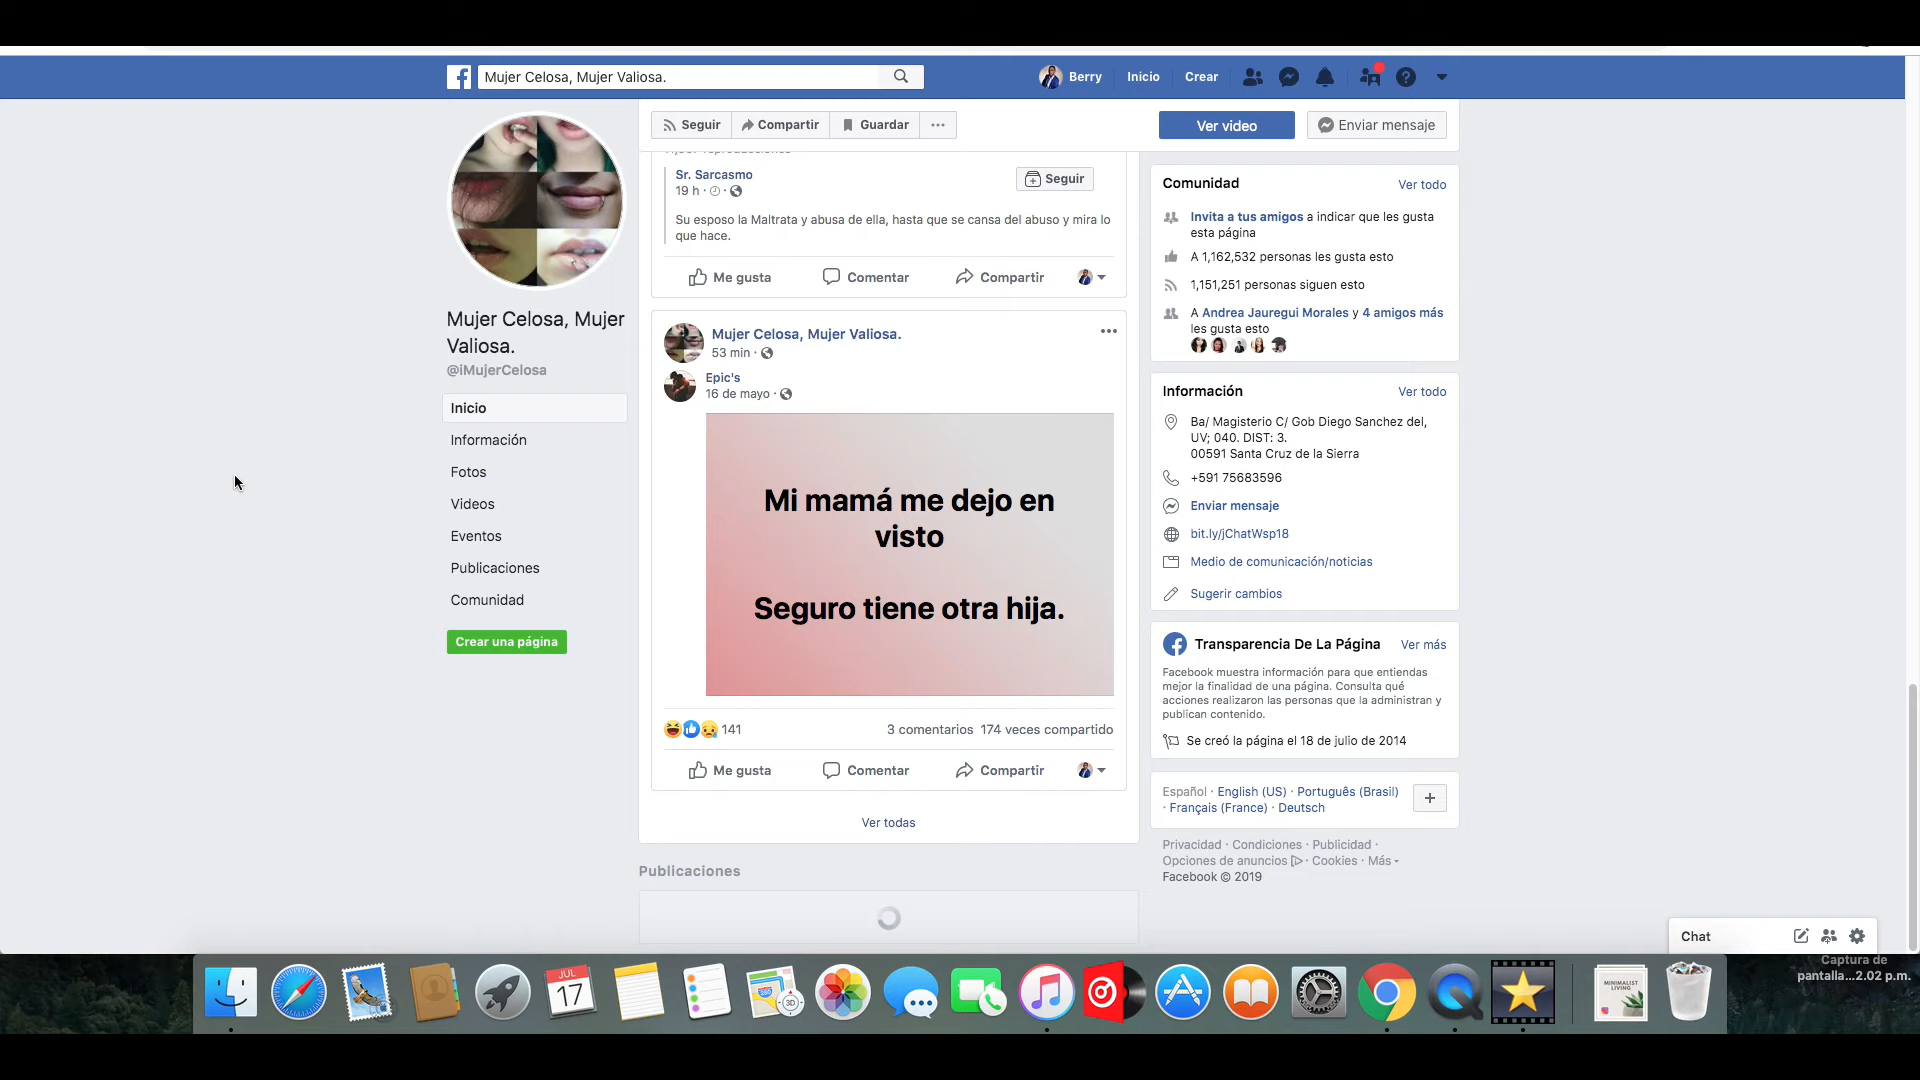 Mujer Celosa, Mujer Valiosa.
Berry
Inicio
Crear
Seguir
Compartir
Guardar
Ver video
Enviar mensaje
Sr. Sarcasmo
19 h
Seguir
Su esposo la Maltrata y abusa de ella, hasta que se cansa del abuso y mira lo
que hace.
Me gusta
Comentar
Compartir
Mujer Celosa, Mujer
Valiosa.
@iMujerCelosa
Inicio
Información
Fotos
Videos
Eventos
Publicaciones
Comunidad
Crear una página
Mujer Celosa, Mujer Valiosa.
53 min
Epic's
16 de mayo
Mi mamá me dejo en
visto
Seguro tiene otra hija.
141
3 comentarios 174 veces compartido
Me gusta
Comentar
Compartir
Ver todas
Publicaciones
Comunidad
Ver todo
Invita a tus amigos a indicar que les gusta
esta página
A 1,162,532 personas les gusta esto
1,151,251 personas siguen esto
A Andrea Jauregui Morales y 4 amigos más
les gusta esto
Información
Ver todo
Ba/ Magisterio C/ Gob Diego Sanchez del,
UV; 040. DIST: 3.
00591 Santa Cruz de la Sierra
+591 75683596
Enviar mensaje
bit.ly/jChatWsp18
Medio de comunicación/noticias
Sugerir cambios
Transparencia De La Página
Ver más
Facebook muestra información para que entiendas
mejor la finalidad de una página. Consulta qué
acciones realizaron las personas que la administran y
publican contenido.
Se creó la página el 18 de julio de 2014
Español · English (US) · Português (Brasil)
· Français (France) · Deutsch
Privacidad · Condiciones · Publicidad ·
Opciones de anuncios · Cookies · Más
Facebook © 2019
Chat
Captura de
pantalla...2.02 p.m.
JUL
17
3D
MINIMALIST
LIVING